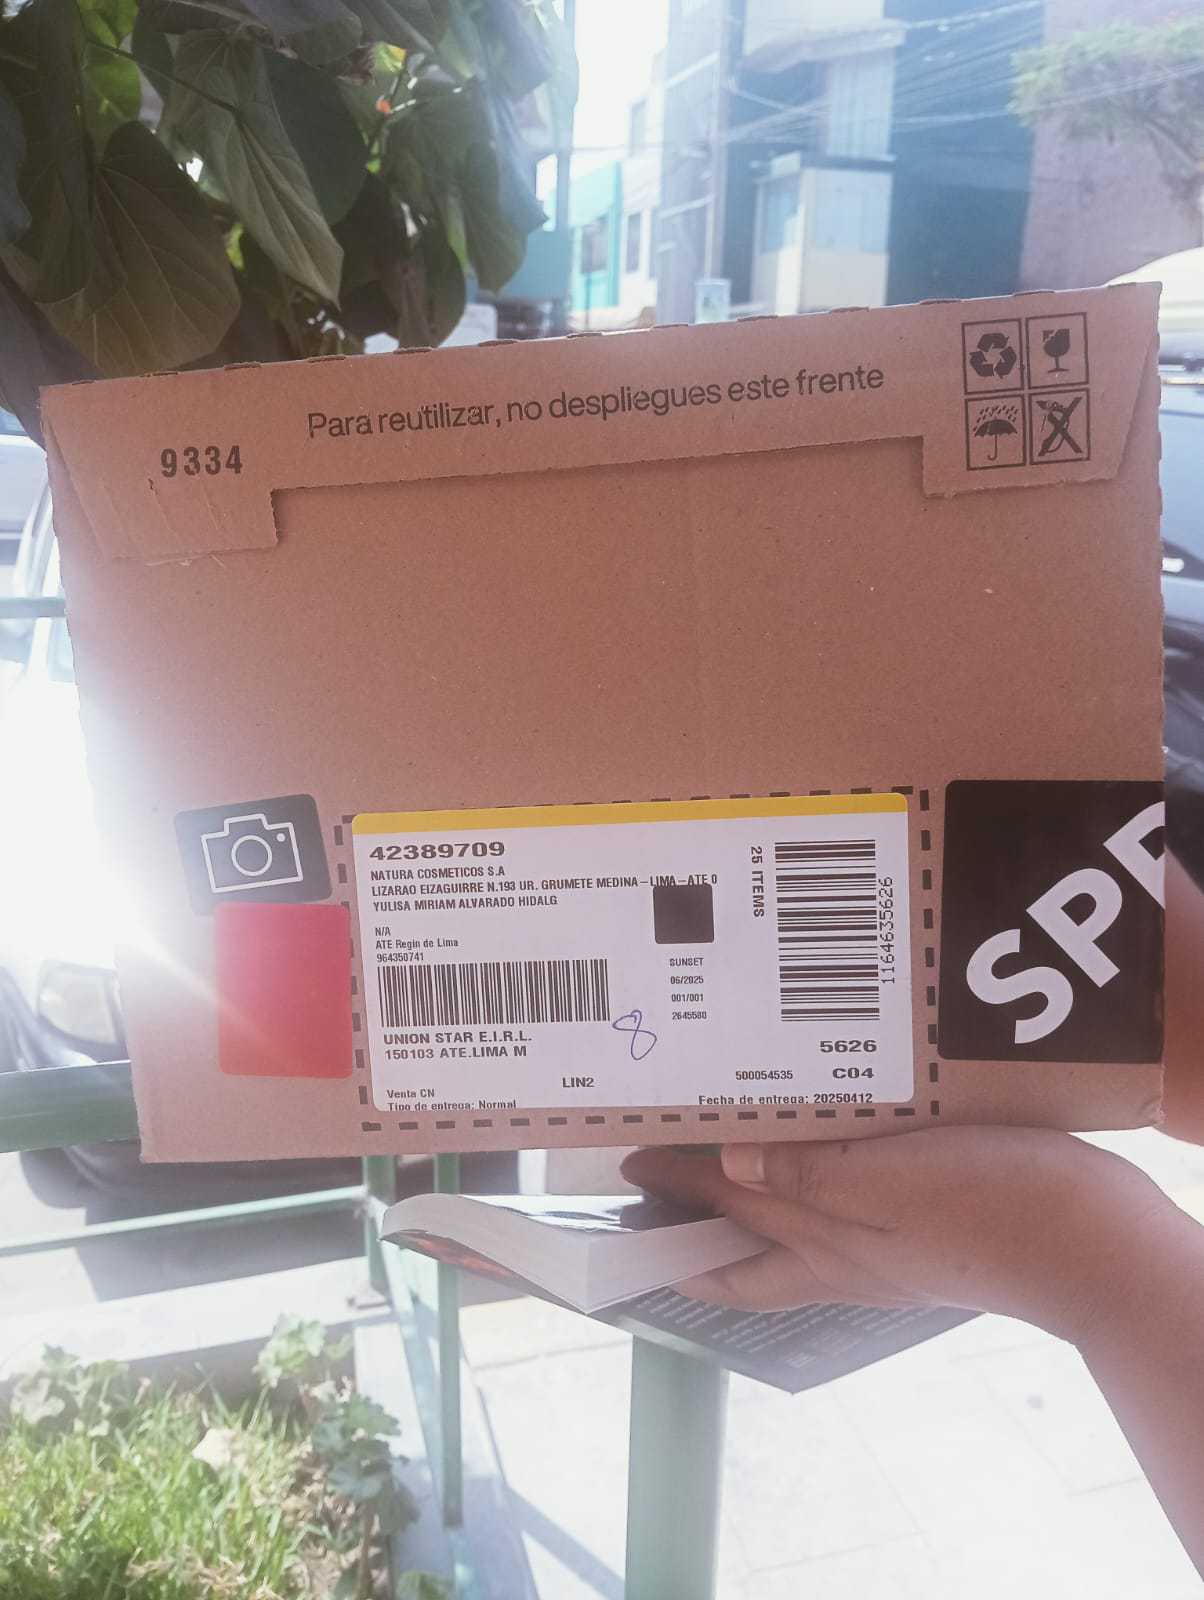 Para reutilizar, no despliegues este frente
9334
42389709
NATURA COSMETICOS S.A
LIZARAO EIZAGUIRRE N.193 UR. GRUMETE MEDINA-LIMA-ATE 0
YULISA MIRIAM ALVARADO HIDALG
N/A
ATE Regin de Lima
964350741
UNION STAR E.I.R.L.
150103 ATE.LIMA M
LIN2
Venta CN
Tipo de entrega: Normal
25 ITEMS
SUNSET
06/2025
001/001
2645580
8
1164635626
5626
500054535 C04
Fecha de entrega: 20250412
SPP